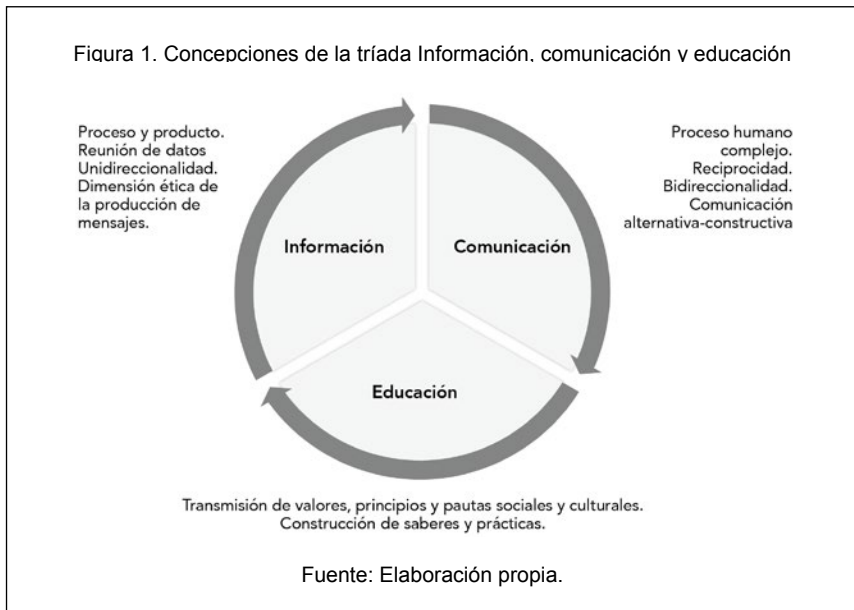 Figura 1. Concepciones de la tríada Información, comunicación y educación
Proceso y producto.
Reunión de datos
Unidireccionalidad.
Dimensión ética de
la producción de
mensajes.
Proceso humano
complejo.
Reciprocidad.
Bidireccionalidad.
Comunicación
alternativa-constructiva
Información
Comunicación
Educación
Transmisión de valores, principios y pautas sociales y culturales.
Construcción de saberes y prácticas.
Fuente: Elaboración propia.